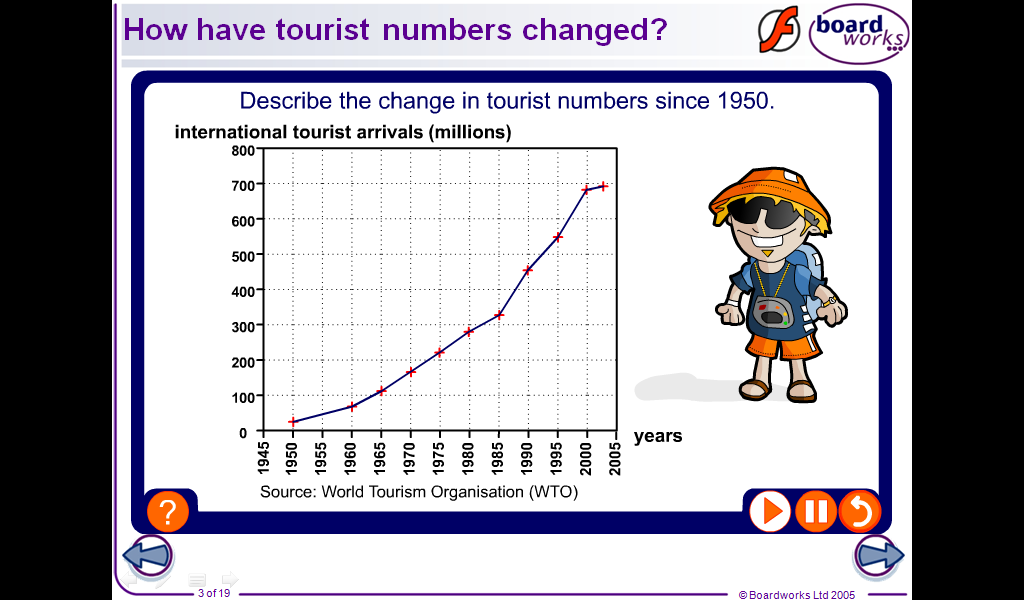 How have tourist numbers changed?
board
works
Describe the change in tourist numbers since 1950.
international tourist arrivals (millions)
800
700
600
500
400
300
200
100
0
1945 1950 1955 1960 1965 1970 1975 1980 1985 1990 1995 2000 2005
years
Source: World Tourism Organisation (WTO)
?
3 of 19
© Boardworks Ltd 2005